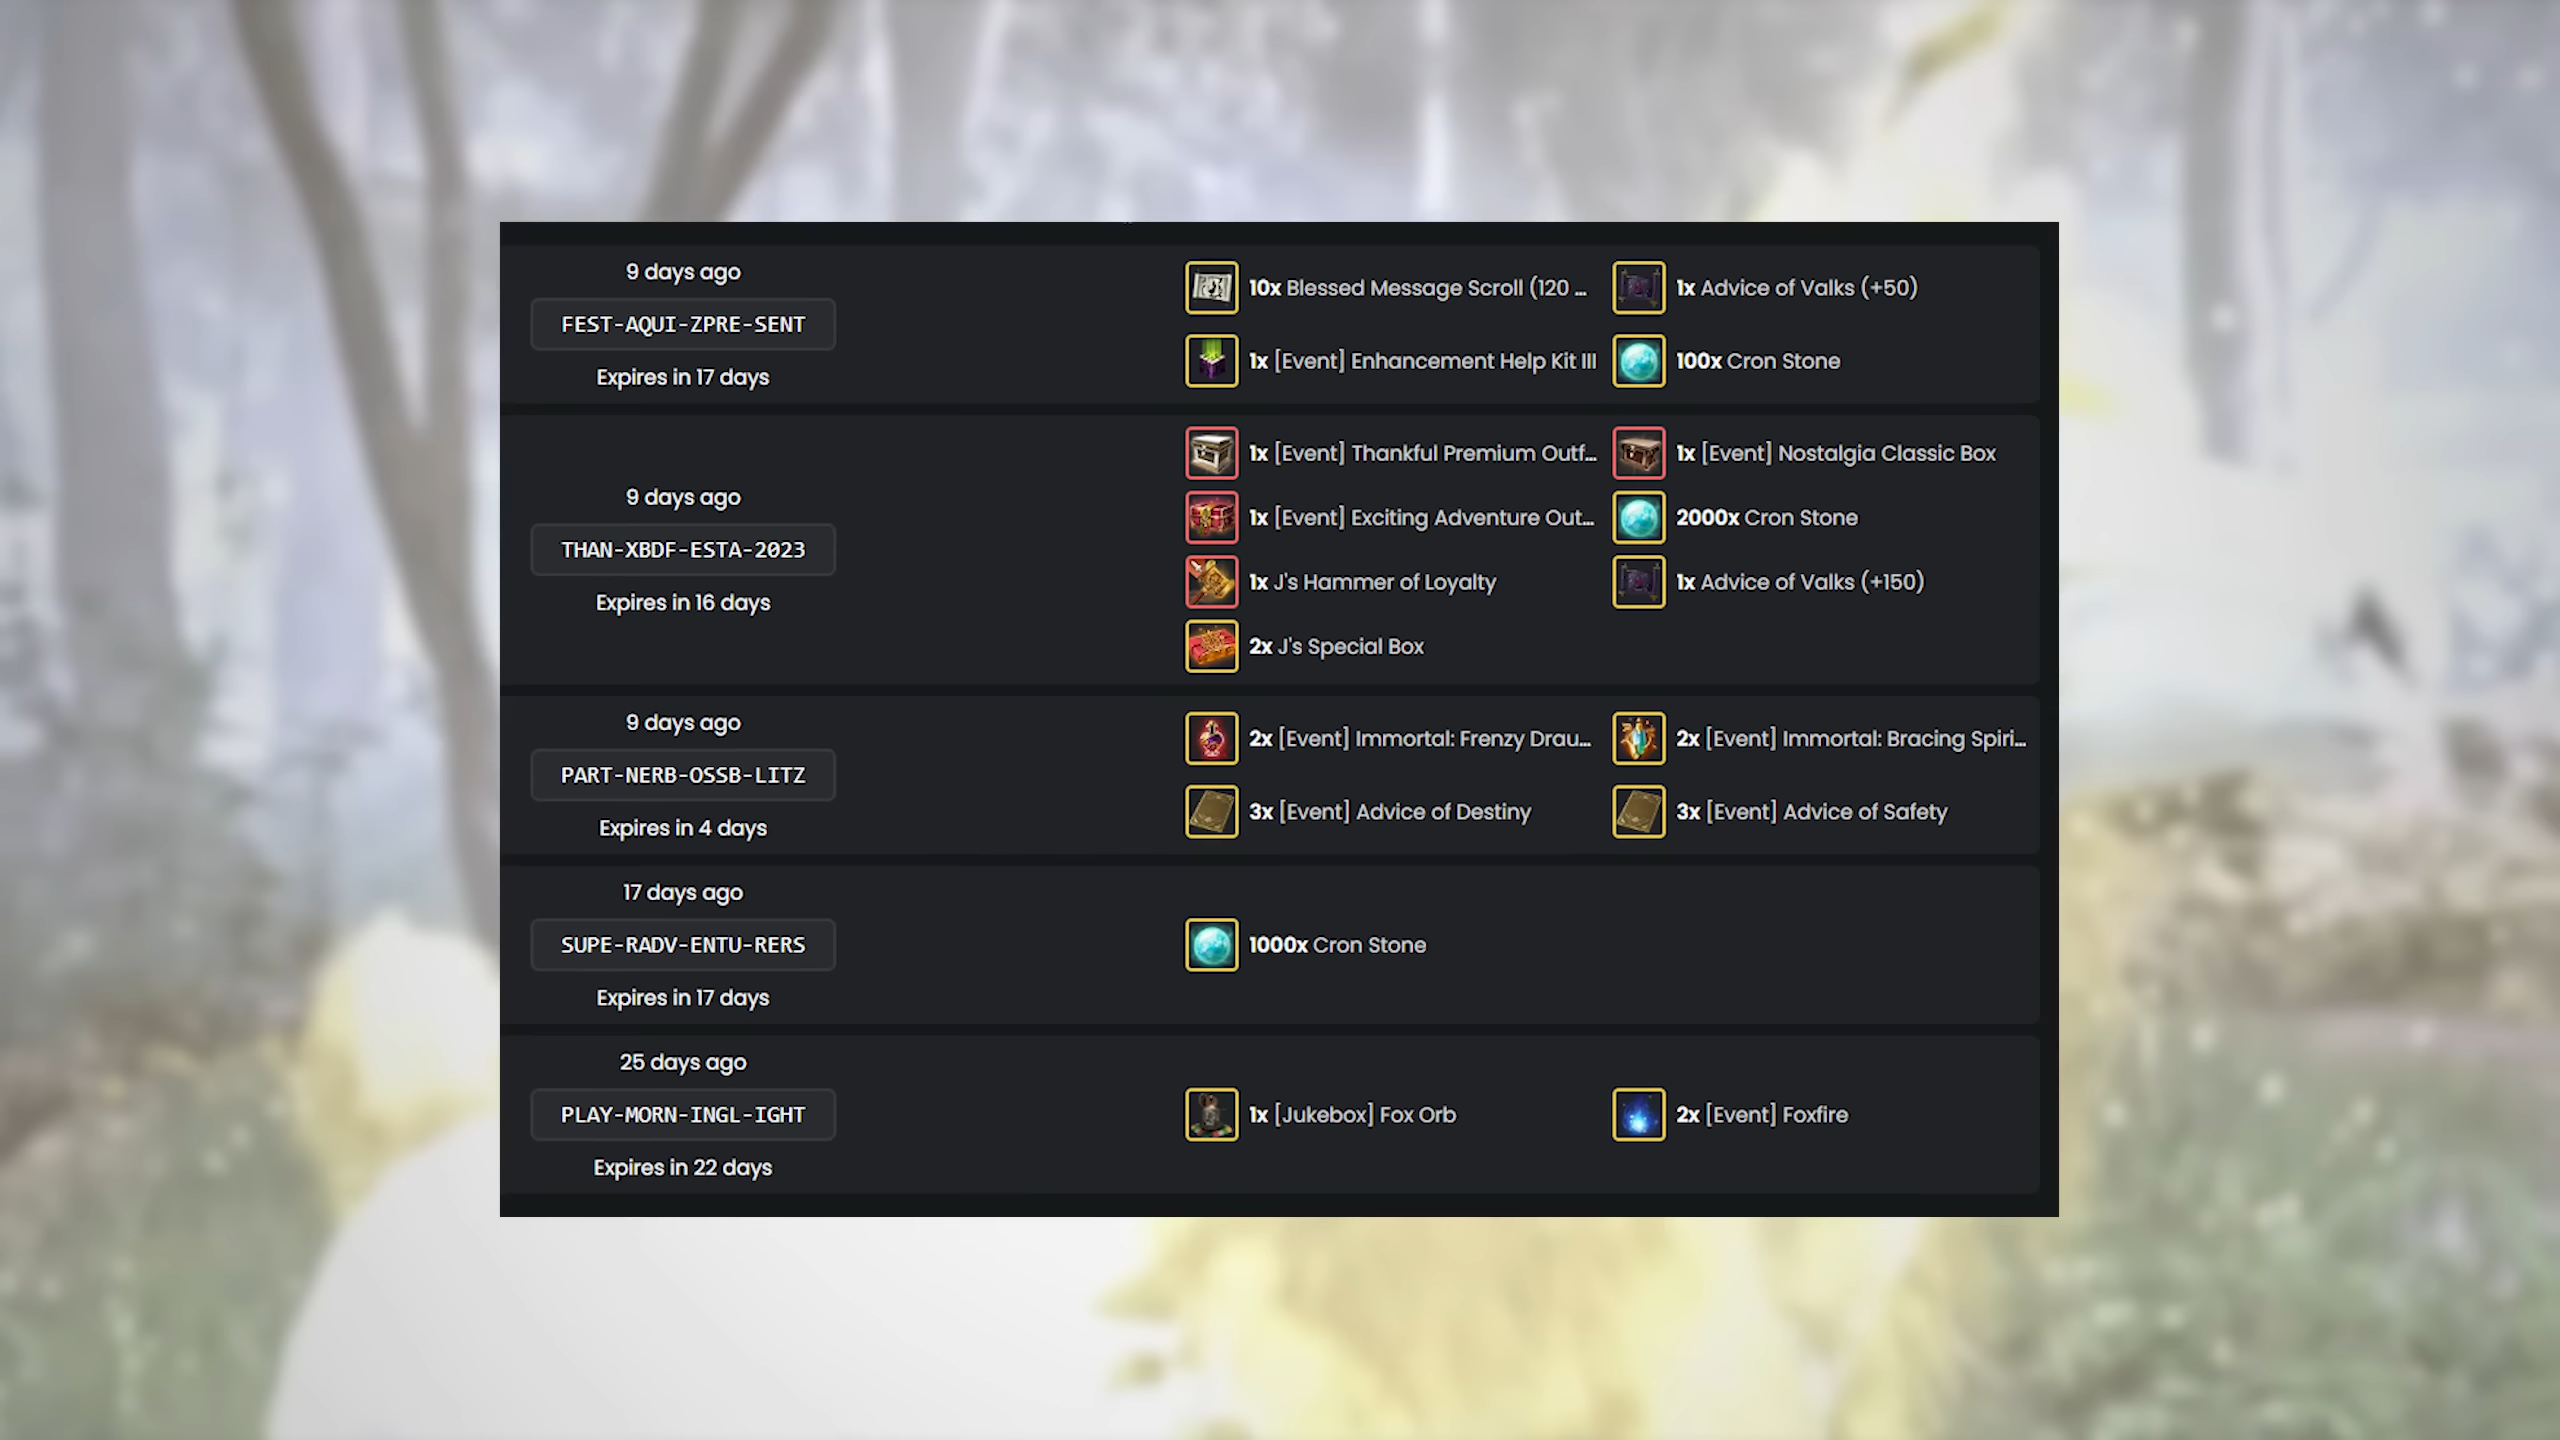 9 days ago
FEST-AQUI-ZPRE-SENT
Expires in 17 days
10x Blessed Message Scroll (120 ...
1x Advice of Valks (+50)
1x [Event] Enhancement Help Kit III
100x Cron Stone
9 days ago
THAN-XBDF-ESTA-2023
Expires in 16 days
1x [Event] Thankful Premium Outf...
1x [Event] Nostalgia Classic Box
1x [Event] Exciting Adventure Out...
2000x Cron Stone
1x J's Hammer of Loyalty
1x Advice of Valks (+150)
2x J's Special Box
9 days ago
PART-NERB-OSSB-LITZ
Expires in 4 days
2x [Event] Immortal: Frenzy Drau...
2x [Event] Immortal: Bracing Spiri...
3x [Event] Advice of Destiny
3x [Event] Advice of Safety
17 days ago
SUPE-RADV-ENTU-RERS
Expires in 17 days
1000x Cron Stone
25 days ago
PLAY-MORN-INGL-IGHT
Expires in 22 days
1x [Jukebox] Fox Orb
2x [Event] Foxfire